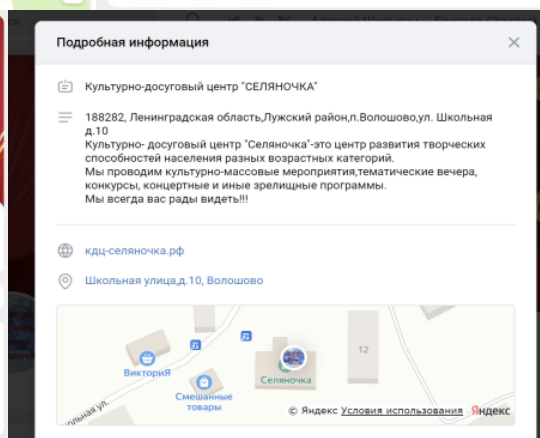 Подробная информация
Культурно-досуговый центр "СЕЛЯНОЧКА"
188282, Ленинградская область,Лужский район,п.Волошово,ул. Школьная
д.10
Культурно- досуговый центр "Селяночка"-это центр развития творческих
способностей населения разных возрастных категорий.
Мы проводим культурно-массовые мероприятия,тематические вечера,
конкурсы, концертные и иные зрелищные программы.
Мы всегда вас рады видеть!!!
кдц-селяночка.рф
Школьная улица,д.10, Волошово
12
Виктория
Селяночка
Смешанные
товары
© Яндекс Условия использования Яндекс